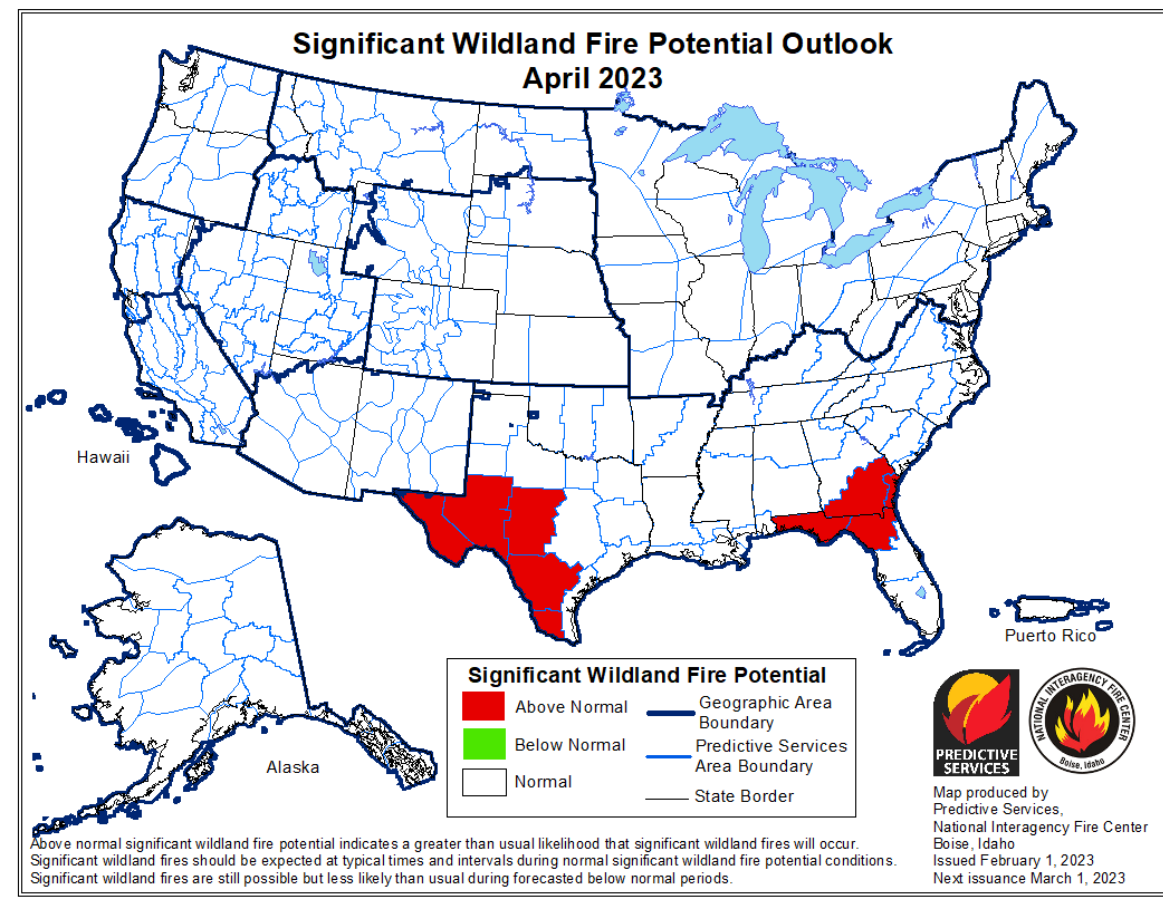 Significant Wildland Fire Potential Outlook
April 2023
Hawaii
Alaska
Puerto Rico
Significant Wildland Fire Potential
Above Normal
Below Normal
Normal
Geographic Area
Boundary
Predictive Services
Area Boundary
State Border
PREDICTIVE
SERVICES
NATIONAL INTERAGENCY FIRE CENTER
Boise, Idaho
Map produced by
Predictive Services,
National Interagency Fire Center
Boise, Idaho
Issued February 1, 2023
Next issuance March 1, 2023
Above normal significant wildland fire potential indicates a greater than usual likelihood that significant wildland fires will occur.
Significant wildland fires should be expected at typical times and intervals during normal significant wildland fire potential conditions.
Significant wildland fires are still possible but less likely than usual during forecasted below normal periods.